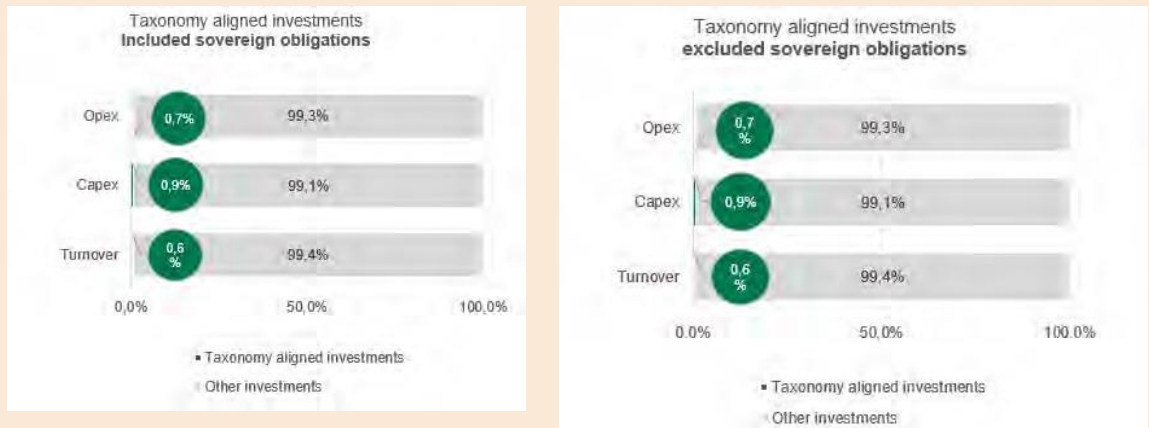 Taxonomy aligned investments
Included sovereign obligations
Opex
0,7%
99,3%
Capex
0,9%
99,1%
Turnover
0,6
%
99,4%
0,0%
50,0%
100,0%
Taxonomy aligned investments
Other investments
Taxonomy aligned investments
excluded sovereign obligations
Opex
0,7
%
99,3%
Capex
0,9%
99,1%
Turnover
0,6
%
99,4%
0,0%
50,0%
100,0%
Taxonomy aligned investments
Other investments